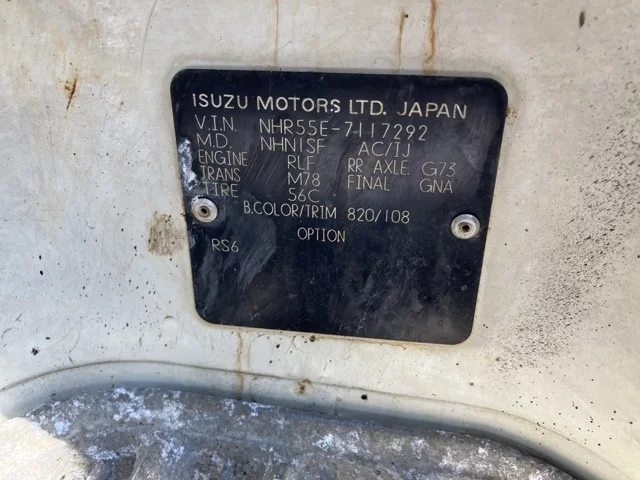 ISUZU MOTORS LTD. JAPAN
V.I.N. NHR55E-7117292
M.D. NHN1SF AC/IJ
ENGINE RLF RR AXLE. G73
TRANS M78 FINAL GNA
TIRE 56C
B.COLOR/TRIM 820/108
OPTION
RS6